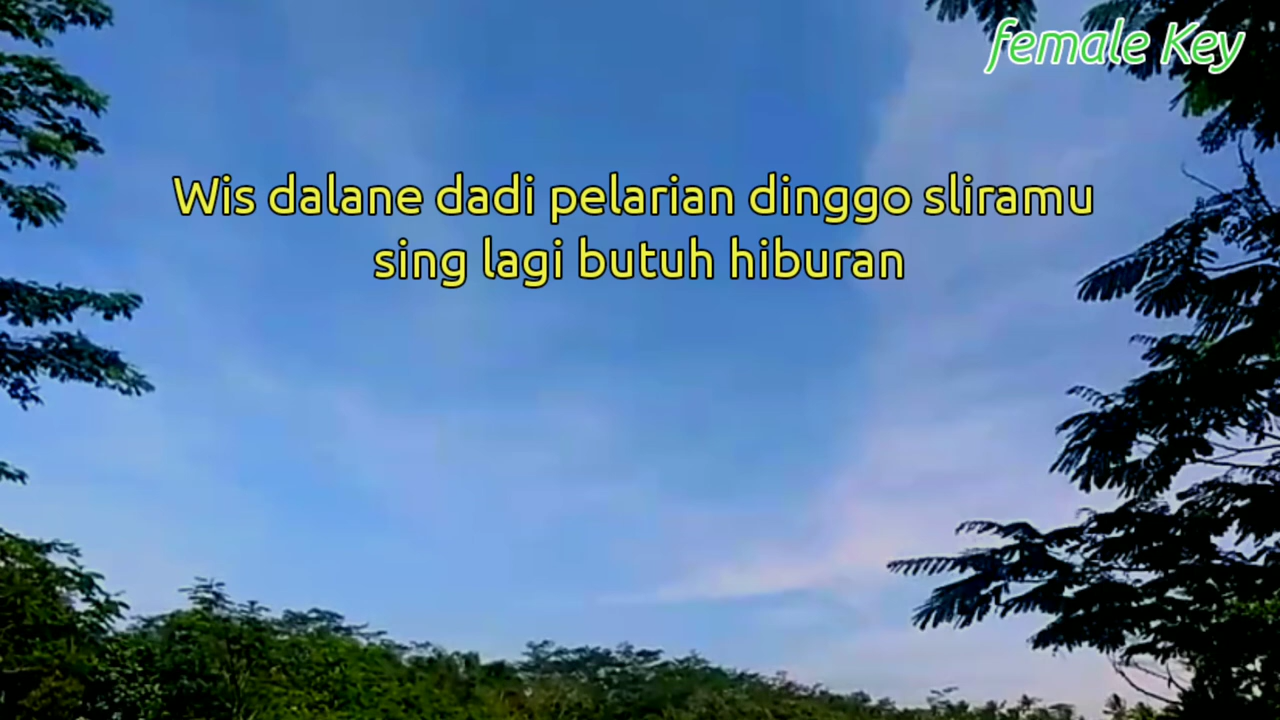 female Key
Wis dalane dadi pelarian dinggo sliramu
sing lagi butuh hiburan